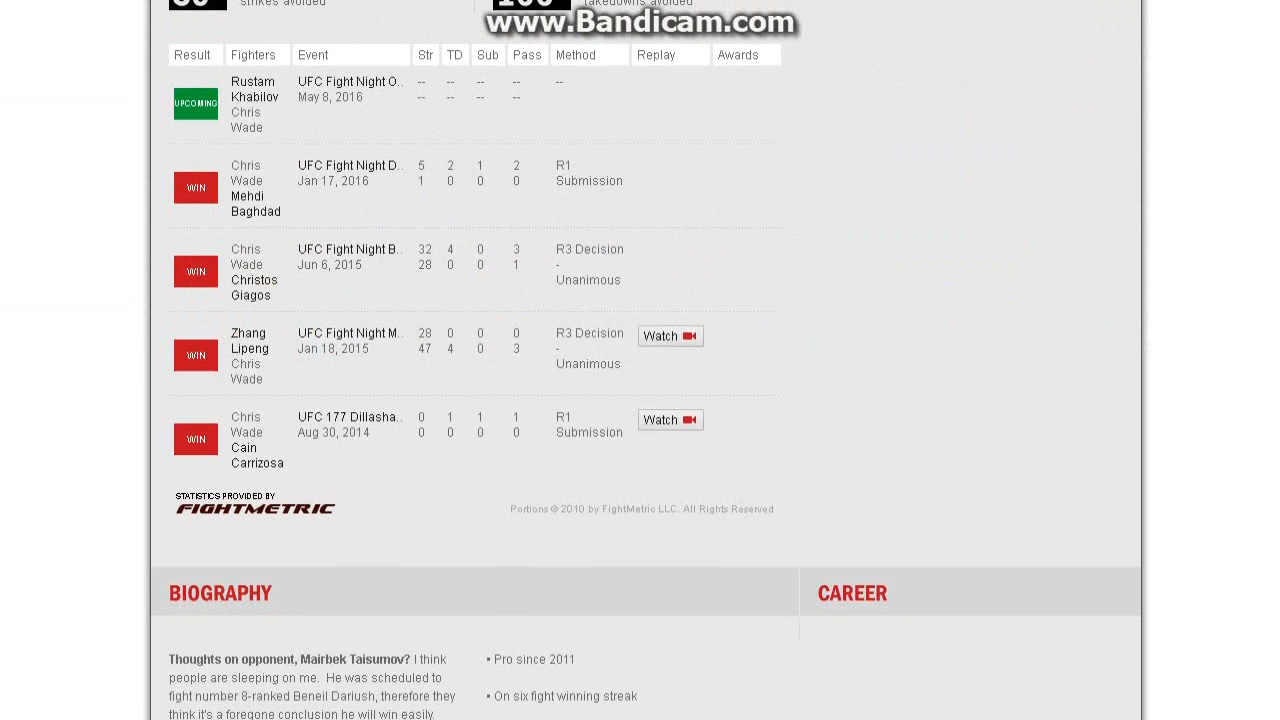 strikes avoided
takedowns avoided
www.Bandicam.com
Result Fighters Event Str TD Sub Pass Method Replay Awards
UPCOMING
Rustam UFC Fight Night O.. -- -- -- -- --
Khabilov May 8, 2016 -- -- -- --
Chris
Wade
WIN
Chris UFC Fight Night D.. 5 2 1 2 R1
Wade Jan 17, 2016 1 0 0 0 Submission
Mehdi
Baghdad
WIN
Chris UFC Fight Night B.. 32 4 0 3 R3 Decision
Wade Jun 6, 2015 28 0 0 1 -
Christos Unanimous
Giagos
WIN
Zhang UFC Fight Night M.. 28 0 0 0 R3 Decision Watch
Lipeng Jan 18, 2015 47 4 0 3 -
Chris Unanimous
Wade
WIN
Chris UFC 177 Dillasha.. 0 1 1 1 R1 Watch
Wade Aug 30, 2014 0 0 0 0 Submission
Cain
Carrizosa
STATISTICS PROVIDED BY
FIGHTMETRIC
Portions © 2010 by FightMetric LLC. All Rights Reserved
BIOGRAPHY
CAREER
Thoughts on opponent, Mairbek Taisumov? I think
people are sleeping on me. He was scheduled to
fight number 8-ranked Beneil Dariush, therefore they
think it's a foregone conclusion he will win easily.
• Pro since 2011
• On six fight winning streak